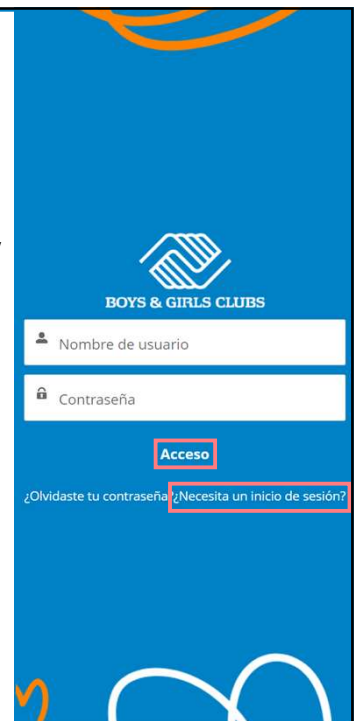 BOYS & GIRLS CLUBS
Nombre de usuario
Contraseña
Acceso
¿Olvidaste tu contraseña?¿Necesita un inicio de sesión?